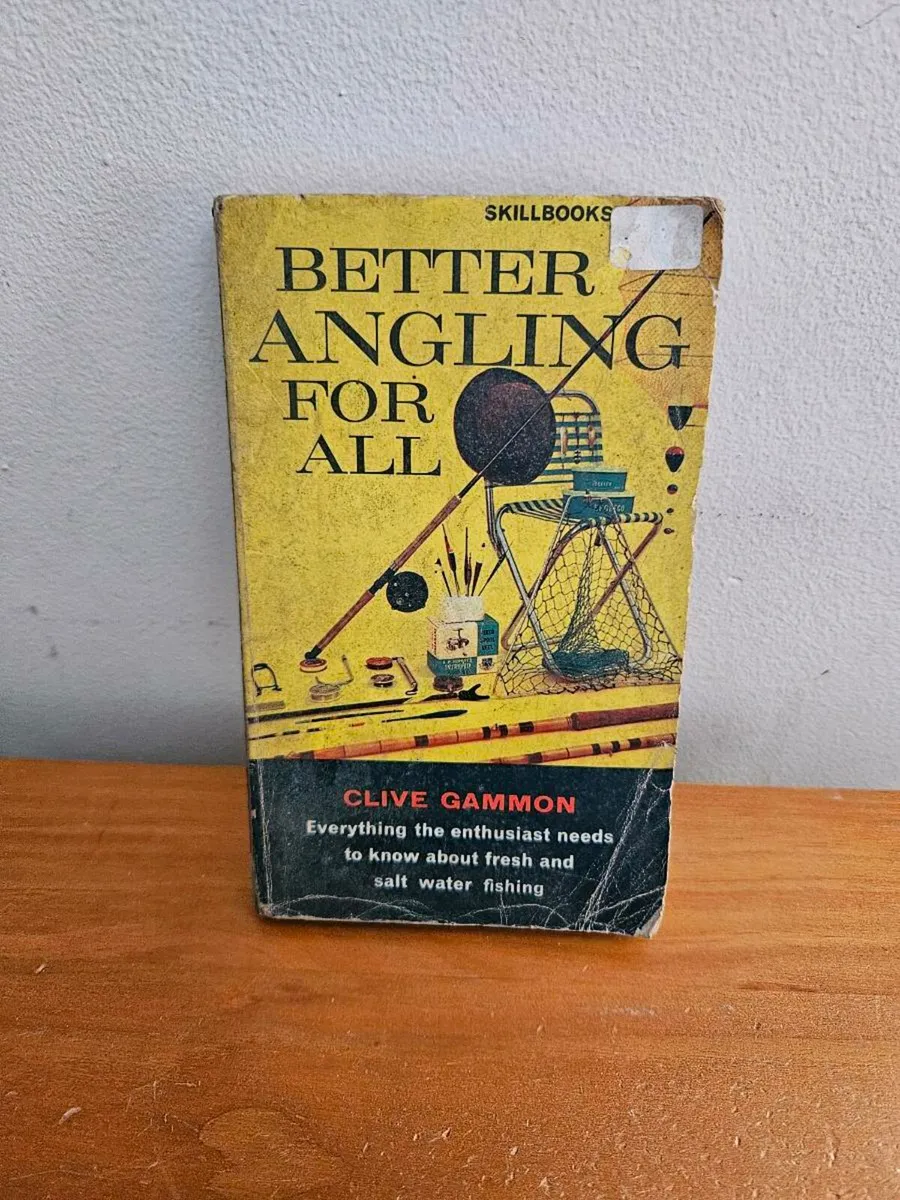 SKILLBOOKS
BETTER
ANGLING
FOR
ALL
CLIVE GAMMON
Everything the enthusiast needs
to know about fresh and
salt water fishing